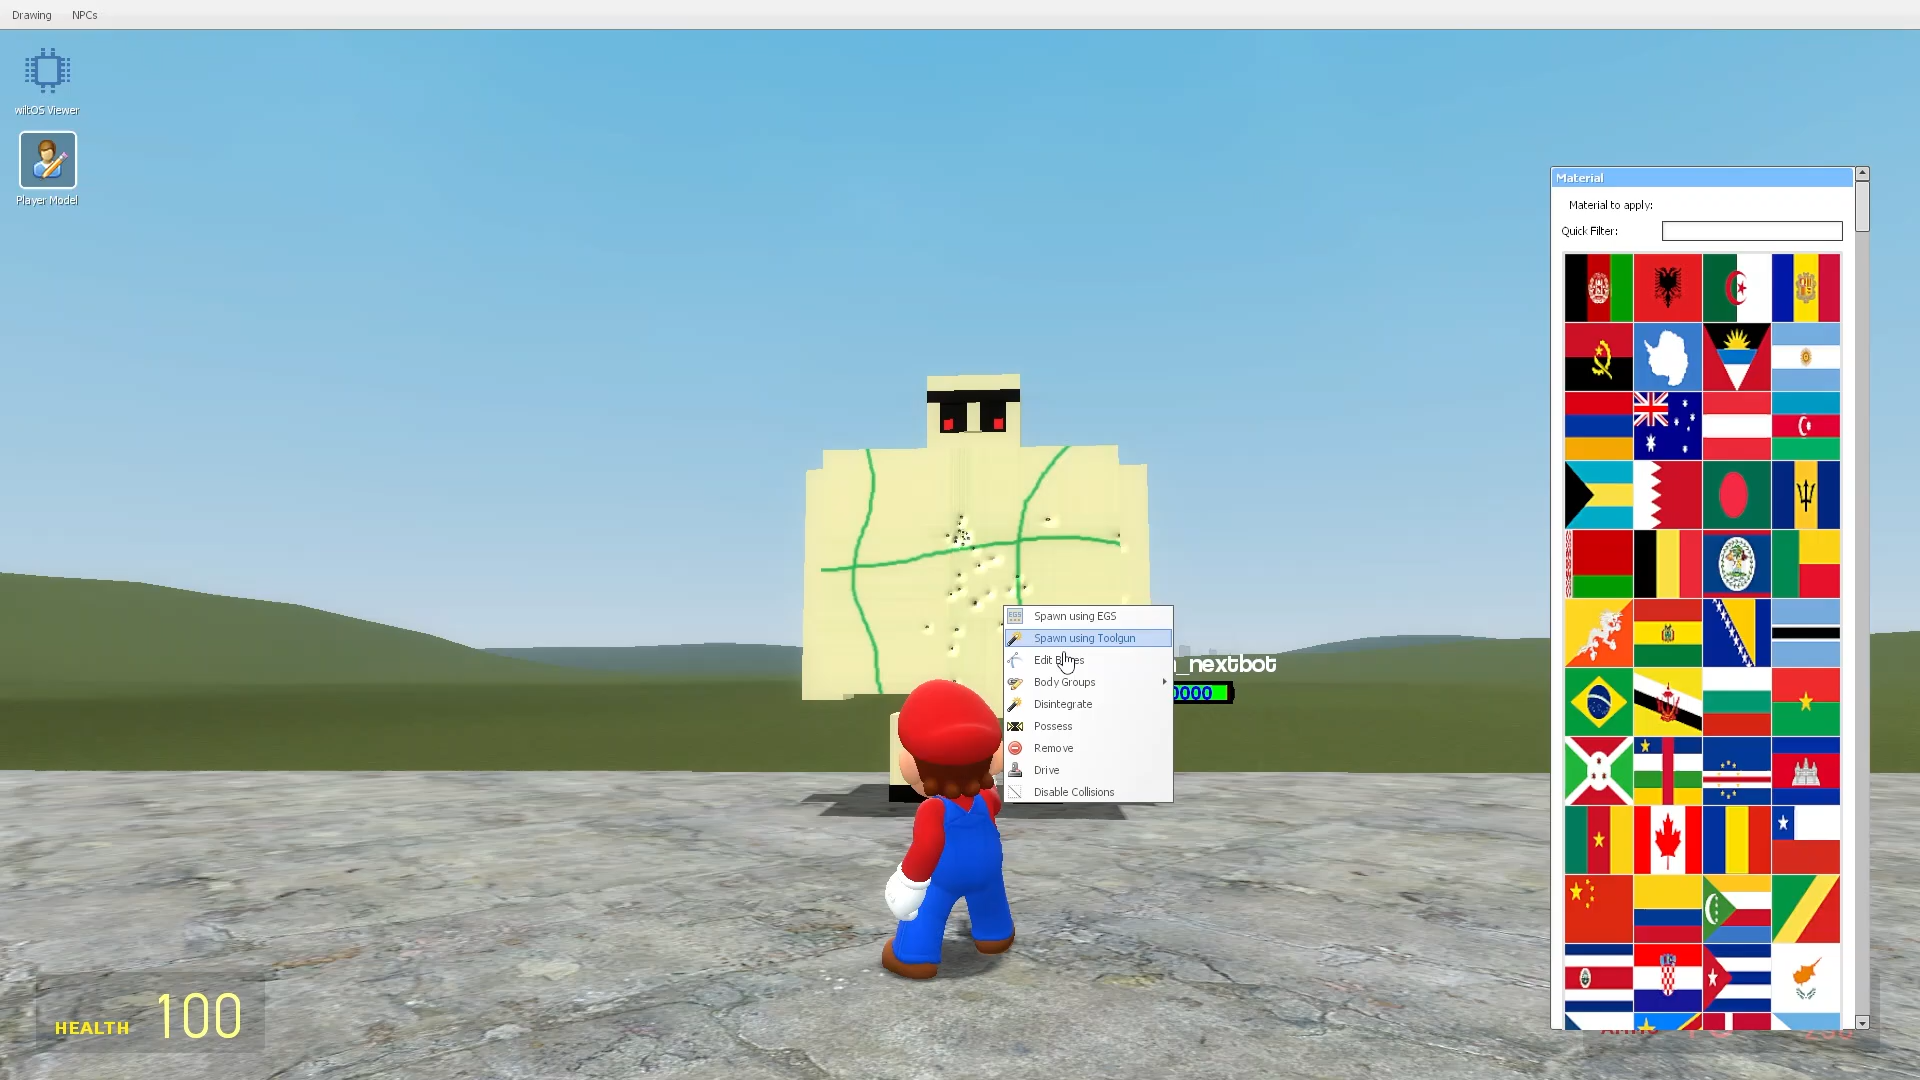 Drawing NPCs
wiltOS Viewer
Player Model
Material
Material to apply:
Quick Filter:
Spawn using EGS
Spawn using Toolgun
Body Groups
Disintegrate
Possess
Remove
Drive
Disable Collisions
_nextbot
0000
HEALTH 100